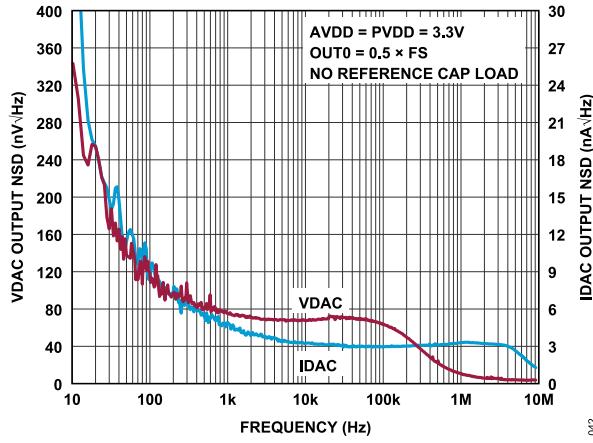 AVDD = PVDD = 3.3V
OUT0 = 0.5 × FS
NO REFERENCE CAP LOAD
VDAC OUTPUT NSD (nV√Hz)
400
360
320
280
240
200
160
120
80
40
0
IDAC OUTPUT NSD (nA√Hz)
30
27
24
21
18
15
12
9
6
3
0
VDAC
IDAC
10 100 1k 10k 100k 1M 10M
FREQUENCY (Hz)
042